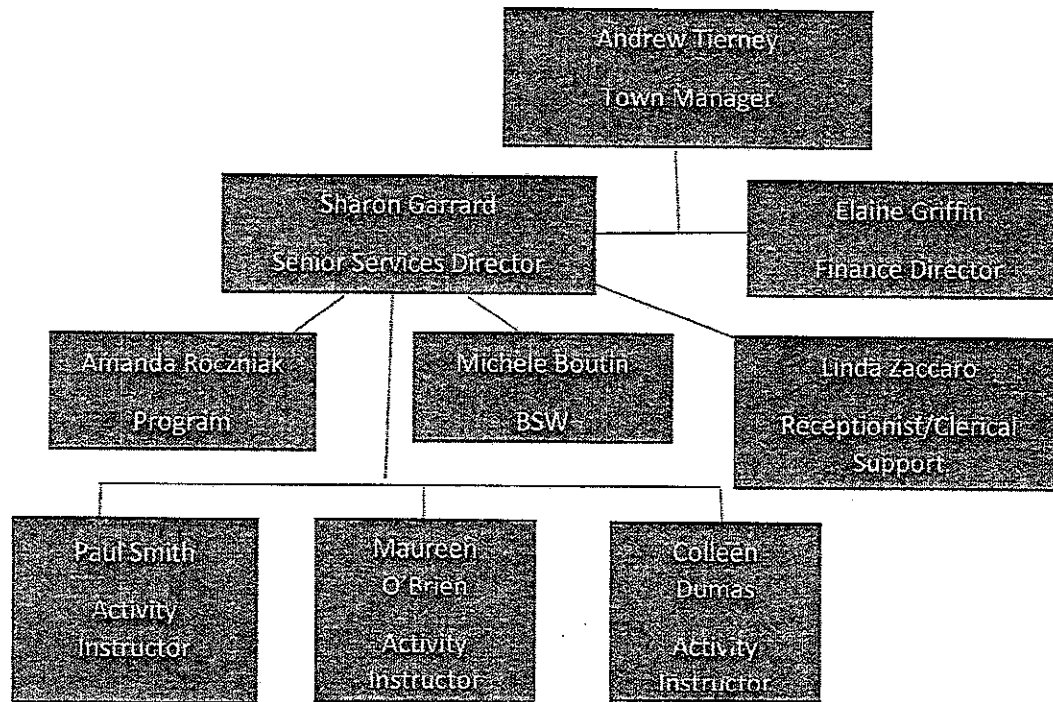 Andrew Tierney
Town Manager
Sharon Garrard
Senior Services Director
Elaine Griffin
Finance Director
Amanda Roczniak
Program
Michele Boutin
BSW
Linda Zaccaro
Receptionist/Clerical
Support
Paul Smith
Activity
Instructor
Maureen
O'Brien
Activity
Instructor
Colleen
Dumas
Activity
Instructor